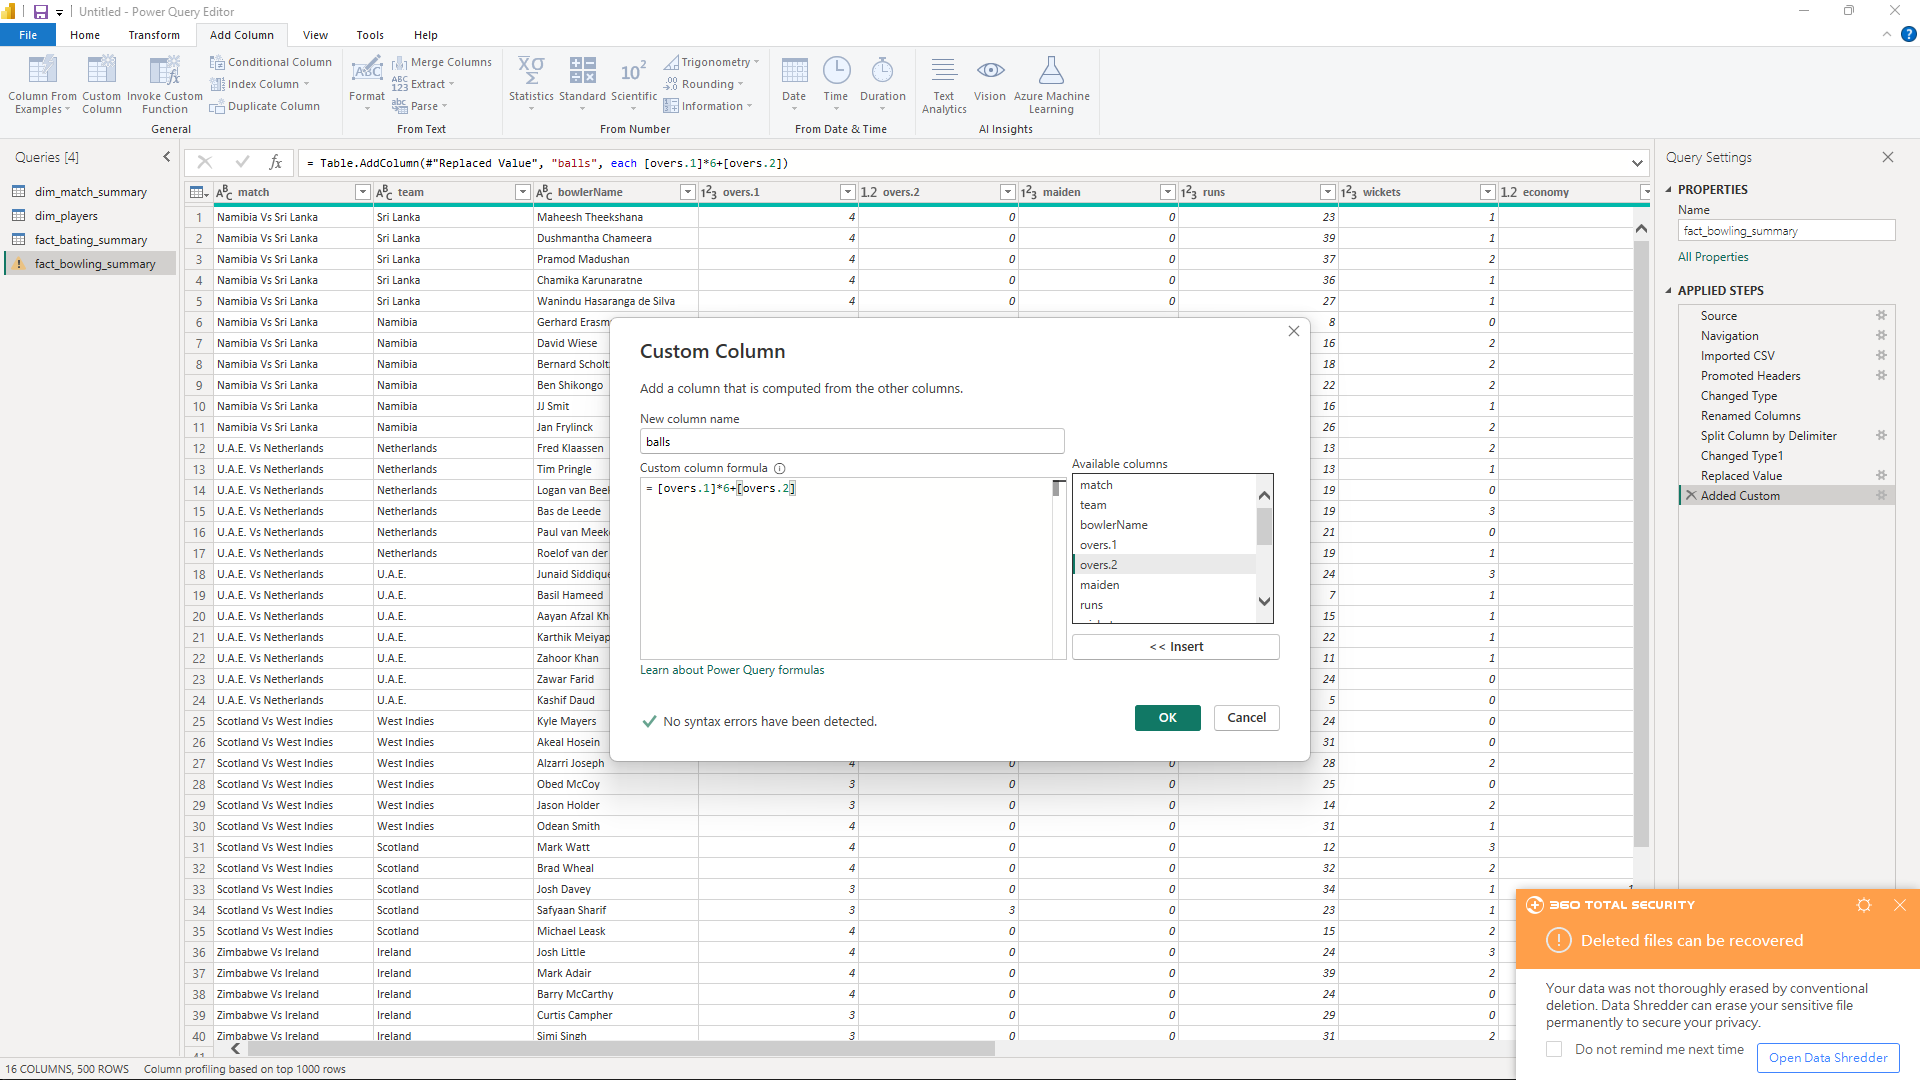 Untitled - Power Query Editor
File Home Transform Add Column View Tools Help
Column From Examples
Custom Column
Invoke Custom Function
Conditional Column
Index Column
Duplicate Column
General
Format
Merge Columns
Extract
Parse
From Text
Statistics
Standard
Scientific
Trigonometry
Rounding
Information
From Number
Date
Time
Duration
From Date & Time
Text Analytics
Vision
Azure Machine Learning
AI Insights
Queries [4]
dim_match_summary
dim_players
fact_bating_summary
fact_bowling_summary
= Table.AddColumn(#"Replaced Value", "balls", each [overs.1]*6+[overs.2])
match team bowlerName overs.1 overs.2 maiden runs wickets economy
1 Namibia Vs Sri Lanka Sri Lanka Maheesh Theekshana 4 0 0 23 1
2 Namibia Vs Sri Lanka Sri Lanka Dushmantha Chameera 4 0 0 39 1
3 Namibia Vs Sri Lanka Sri Lanka Pramod Madushan 4 0 0 37 2
4 Namibia Vs Sri Lanka Sri Lanka Chamika Karunaratne 4 0 0 36 1
5 Namibia Vs Sri Lanka Sri Lanka Wanindu Hasaranga de Silva 4 0 0 27 1
6 Namibia Vs Sri Lanka Namibia Gerhard Erasm 8 0
7 Namibia Vs Sri Lanka Namibia David Wiese 16 2
8 Namibia Vs Sri Lanka Namibia Bernard Scholt 18 2
9 Namibia Vs Sri Lanka Namibia Ben Shikongo 22 2
10 Namibia Vs Sri Lanka Namibia JJ Smit 16 1
11 Namibia Vs Sri Lanka Namibia Jan Frylinck 26 2
12 U.A.E. Vs Netherlands Netherlands Fred Klaassen 13 2
13 U.A.E. Vs Netherlands Netherlands Tim Pringle 13 1
14 U.A.E. Vs Netherlands Netherlands Logan van Beek 19 0
15 U.A.E. Vs Netherlands Netherlands Bas de Leede 19 3
16 U.A.E. Vs Netherlands Netherlands Paul van Meeke 21 0
17 U.A.E. Vs Netherlands Netherlands Roelof van der 19 1
18 U.A.E. Vs Netherlands U.A.E. Junaid Siddique 24 3
19 U.A.E. Vs Netherlands U.A.E. Basil Hameed 7 1
20 U.A.E. Vs Netherlands U.A.E. Aayan Afzal Kh 15 1
21 U.A.E. Vs Netherlands U.A.E. Karthik Meiyap 22 1
22 U.A.E. Vs Netherlands U.A.E. Zahoor Khan 11 1
23 U.A.E. Vs Netherlands U.A.E. Zawar Farid 24 0
24 U.A.E. Vs Netherlands U.A.E. Kashif Daud 5 0
25 Scotland Vs West Indies West Indies Kyle Mayers 24 0
26 Scotland Vs West Indies West Indies Akeal Hosein 31 0
27 Scotland Vs West Indies West Indies Alzarri Joseph 4 0 0 28 2
28 Scotland Vs West Indies West Indies Obed McCoy 3 0 0 25 0
29 Scotland Vs West Indies West Indies Jason Holder 3 0 0 14 2
30 Scotland Vs West Indies West Indies Odean Smith 4 0 0 31 1
31 Scotland Vs West Indies Scotland Mark Watt 4 0 0 12 3
32 Scotland Vs West Indies Scotland Brad Wheal 4 0 0 32 2
33 Scotland Vs West Indies Scotland Josh Davey 3 0 0 34 1 1
34 Scotland Vs West Indies Scotland Safyaan Sharif 3 3 0 23 1
35 Scotland Vs West Indies Scotland Michael Leask 4 0 0 15 2
36 Zimbabwe Vs Ireland Ireland Josh Little 4 0 0 24 3
37 Zimbabwe Vs Ireland Ireland Mark Adair 4 0 0 39 2
38 Zimbabwe Vs Ireland Ireland Barry McCarthy 4 0 0 24 0
39 Zimbabwe Vs Ireland Ireland Curtis Campher 3 0 0 29 0
40 Zimbabwe Vs Ireland Ireland Simi Singh 3 0 0 31 2
41
Custom Column
Add a column that is computed from the other columns.
New column name
balls
Custom column formula
= [overs.1]*6+[overs.2]
Available columns
match
team
bowlerName
overs.1
overs.2
maiden
runs
<< Insert
Learn about Power Query formulas
No syntax errors have been detected.
OK Cancel
Query Settings
PROPERTIES
Name
fact_bowling_summary
All Properties
APPLIED STEPS
Source
Navigation
Imported CSV
Promoted Headers
Changed Type
Renamed Columns
Split Column by Delimiter
Changed Type1
Replaced Value
Added Custom
360 TOTAL SECURITY
Deleted files can be recovered
Your data was not thoroughly erased by conventional
deletion. Data Shredder can erase your sensitive file
permanently to secure your privacy.
Do not remind me next time
Open Data Shredder
16 COLUMNS, 500 ROWS Column profiling based on top 1000 rows